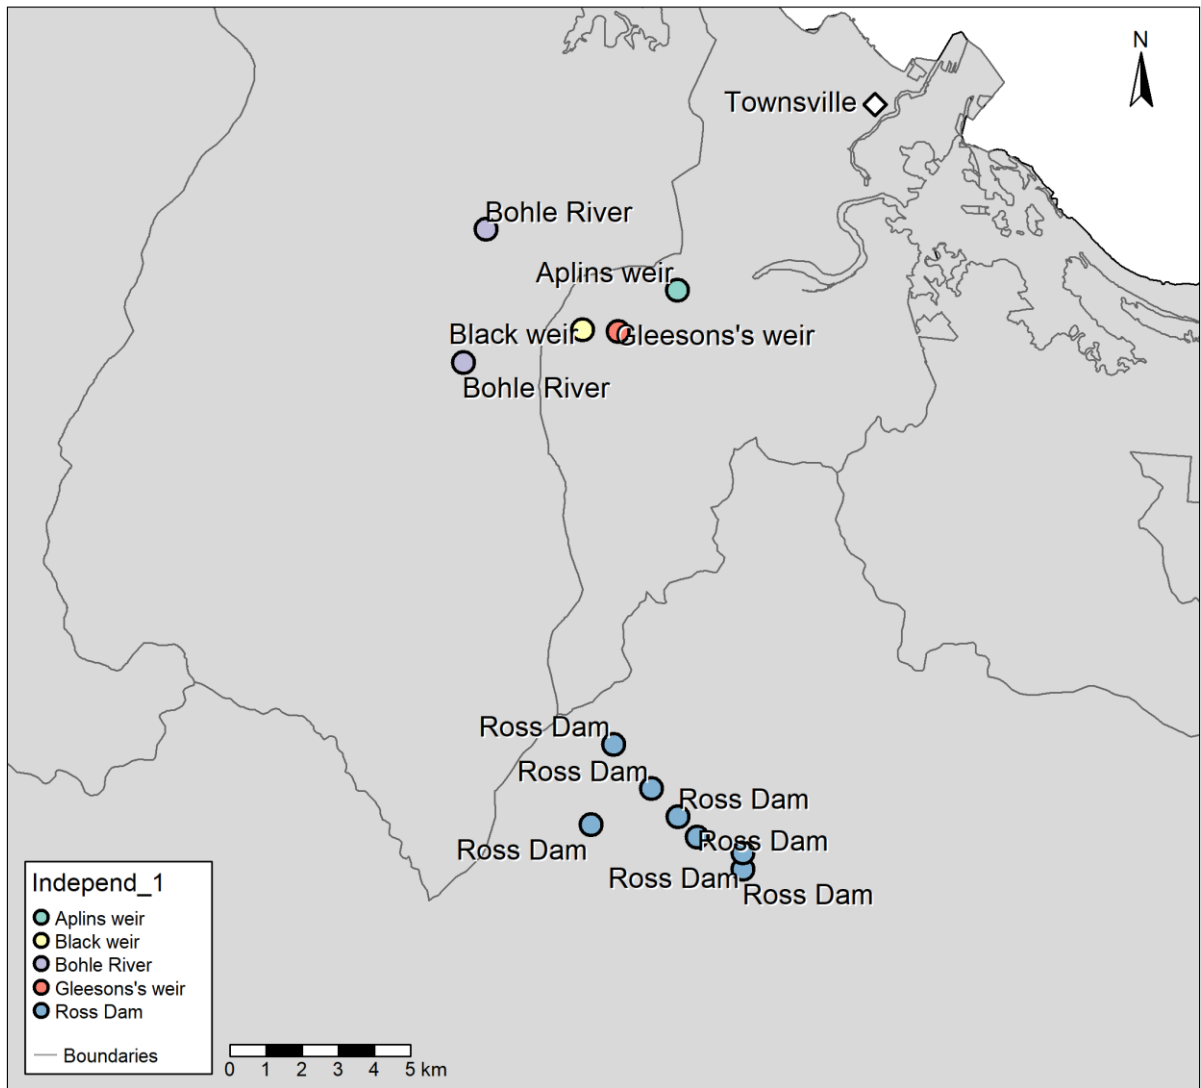 N
Townsville
Bohle River
Aplins weir
Black weir
Gleesons's weir
Bohle River
Ross Dam
Ross Dam
Ross Dam
Ross Dam
Ross Dam
Ross Dam
Ross Dam
Independ_1
Aplins weir
Black weir
Bohle River
Gleesons's weir
Ross Dam
Boundaries
0 1 2 3 4 5 km